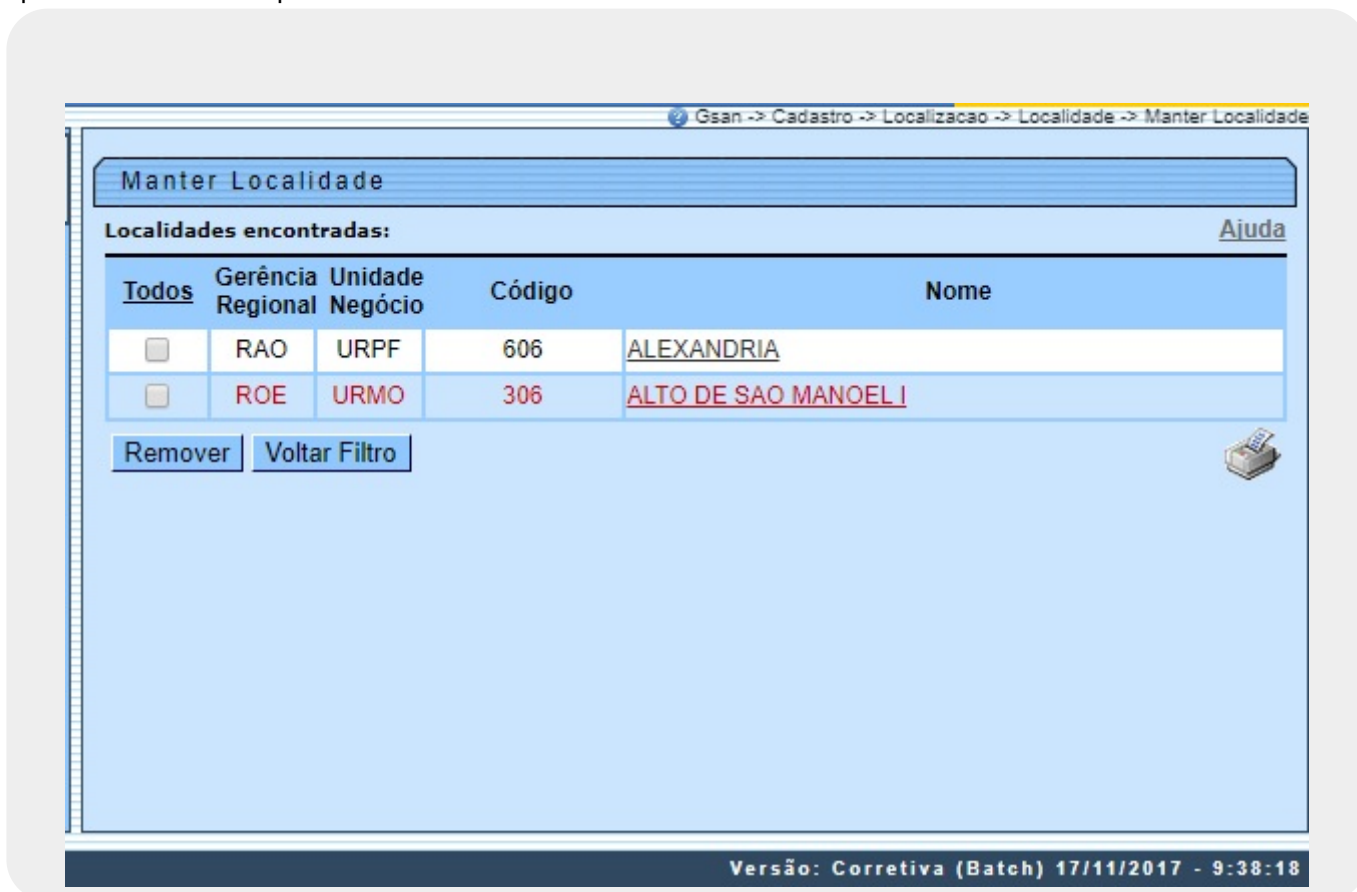 Gsan -> Cadastro -> Localizacao -> Localidade -> Manter Localidade
Manter Localidade
Localidades encontradas: Ajuda
Todos Gerência Regional Unidade Negócio Código Nome
RAO URPF 606 ALEXANDRIA
ROE URMO 306 ALTO DE SAO MANOEL I
Remover Voltar Filtro
Versão: Corretiva (Batch) 17/11/2017 - 9:38:18